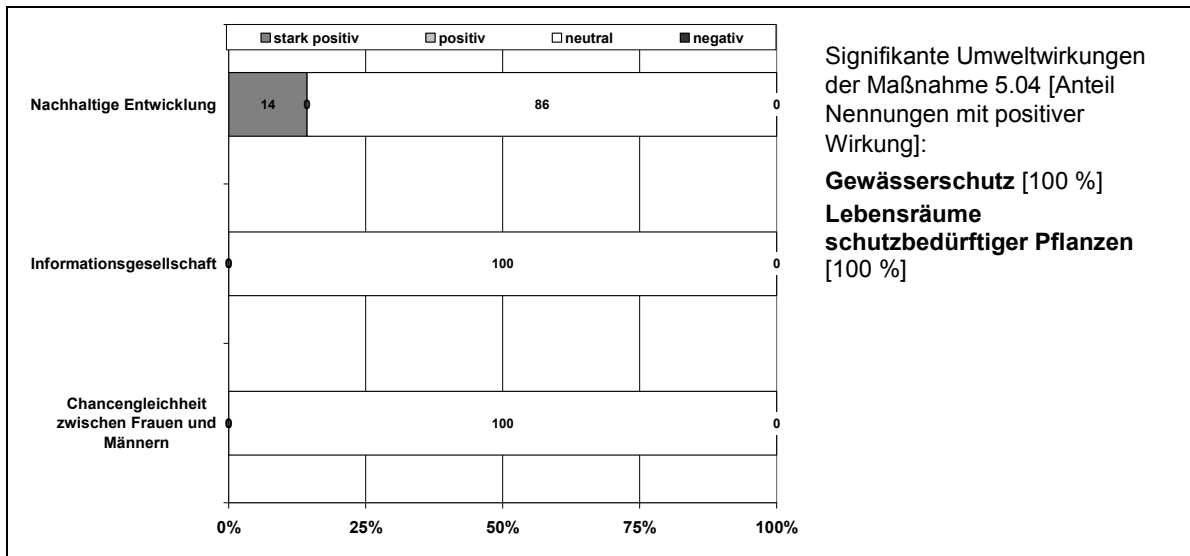 stark positiv positiv neutral negativ
Nachhaltige Entwicklung 14 0 86 0
Informationsgesellschaft 0 100 0
Chancengleichheit
zwischen Frauen und 0 100 0
Männern
0% 25% 50% 75% 100%
Signifikante Umweltwirkungen
der Maßnahme 5.04 [Anteil
Nennungen mit positiver
Wirkung]:
Gewässerschutz [100 %]
Lebensräume
schutzbedürftiger Pflanzen
[100 %]